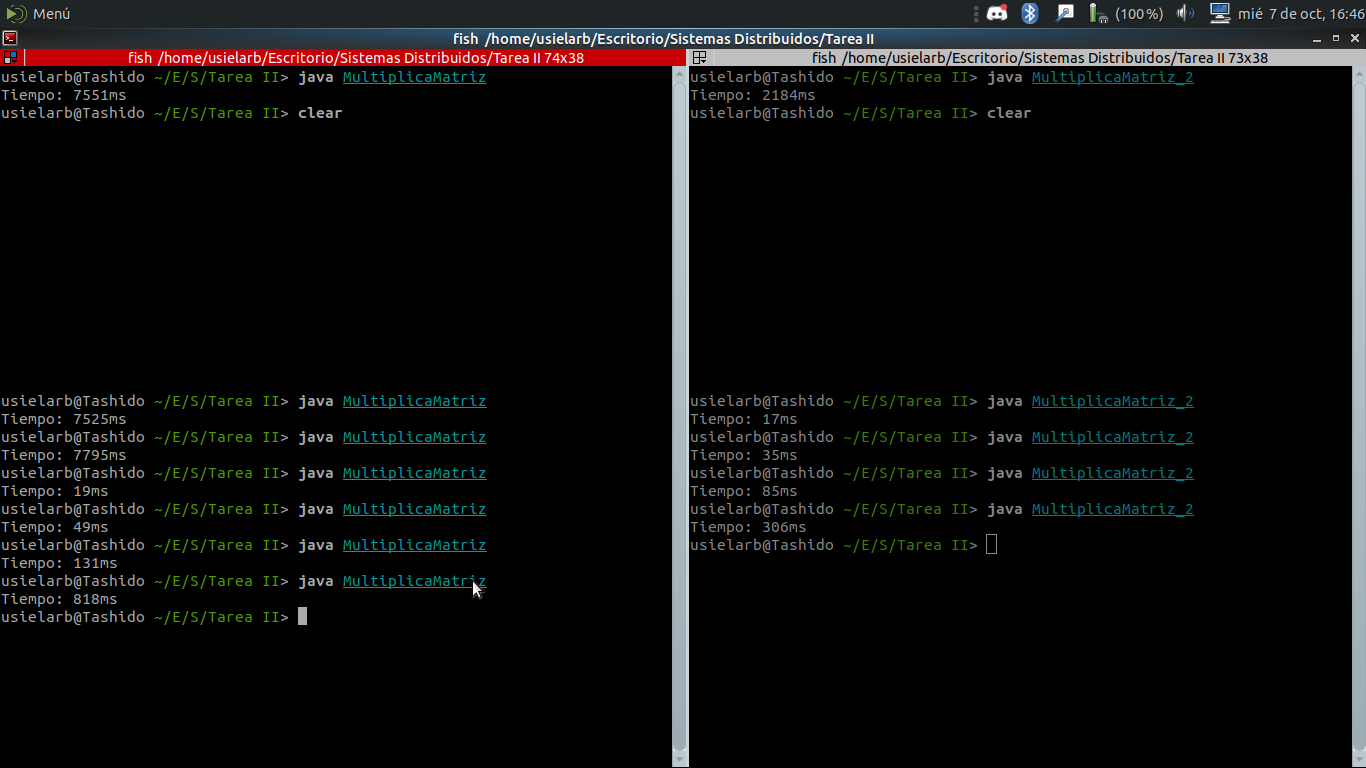 Menú
(100%)
mié 7 de oct, 16:46
fish /home/usielarb/Escritorio/Sistemas Distribuidos/Tarea II
fish /home/usielarb/Escritorio/Sistemas Distribuidos/Tarea II 74x38
usielarb@Tashido ~/E/S/Tarea II> java MultiplicaMatriz
Tiempo: 7551ms
usielarb@Tashido ~/E/S/Tarea II> clear
usielarb@Tashido ~/E/S/Tarea II> java MultiplicaMatriz
Tiempo: 7525ms
usielarb@Tashido ~/E/S/Tarea II> java MultiplicaMatriz
Tiempo: 7795ms
usielarb@Tashido ~/E/S/Tarea II> java MultiplicaMatriz
Tiempo: 19ms
usielarb@Tashido ~/E/S/Tarea II> java MultiplicaMatriz
Tiempo: 49ms
usielarb@Tashido ~/E/S/Tarea II> java MultiplicaMatriz
Tiempo: 131ms
usielarb@Tashido ~/E/S/Tarea II> java MultiplicaMatriz
Tiempo: 818ms
usielarb@Tashido ~/E/S/Tarea II>
fish /home/usielarb/Escritorio/Sistemas Distribuidos/Tarea II 73x38
usielarb@Tashido ~/E/S/Tarea II> java MultiplicaMatriz_2
Tiempo: 2184ms
usielarb@Tashido ~/E/S/Tarea II> clear
usielarb@Tashido ~/E/S/Tarea II> java MultiplicaMatriz_2
Tiempo: 17ms
usielarb@Tashido ~/E/S/Tarea II> java MultiplicaMatriz_2
Tiempo: 35ms
usielarb@Tashido ~/E/S/Tarea II> java MultiplicaMatriz_2
Tiempo: 85ms
usielarb@Tashido ~/E/S/Tarea II> java MultiplicaMatriz_2
Tiempo: 306ms
usielarb@Tashido ~/E/S/Tarea II>